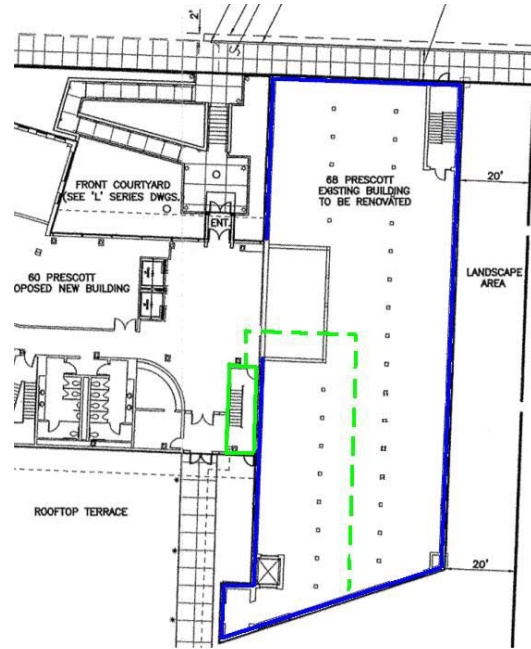 2'
FRONT COURTYARD
(SEE 'L' SERIES DWGS.
68 PRESCOTT
EXISTING BUILDING
TO BE RENOVATED
20'
ENT
LANDSCAPE
AREA
60 PRESCOTT
OPOSED NEW BUILDING
ROOFTOP TERRACE
20'